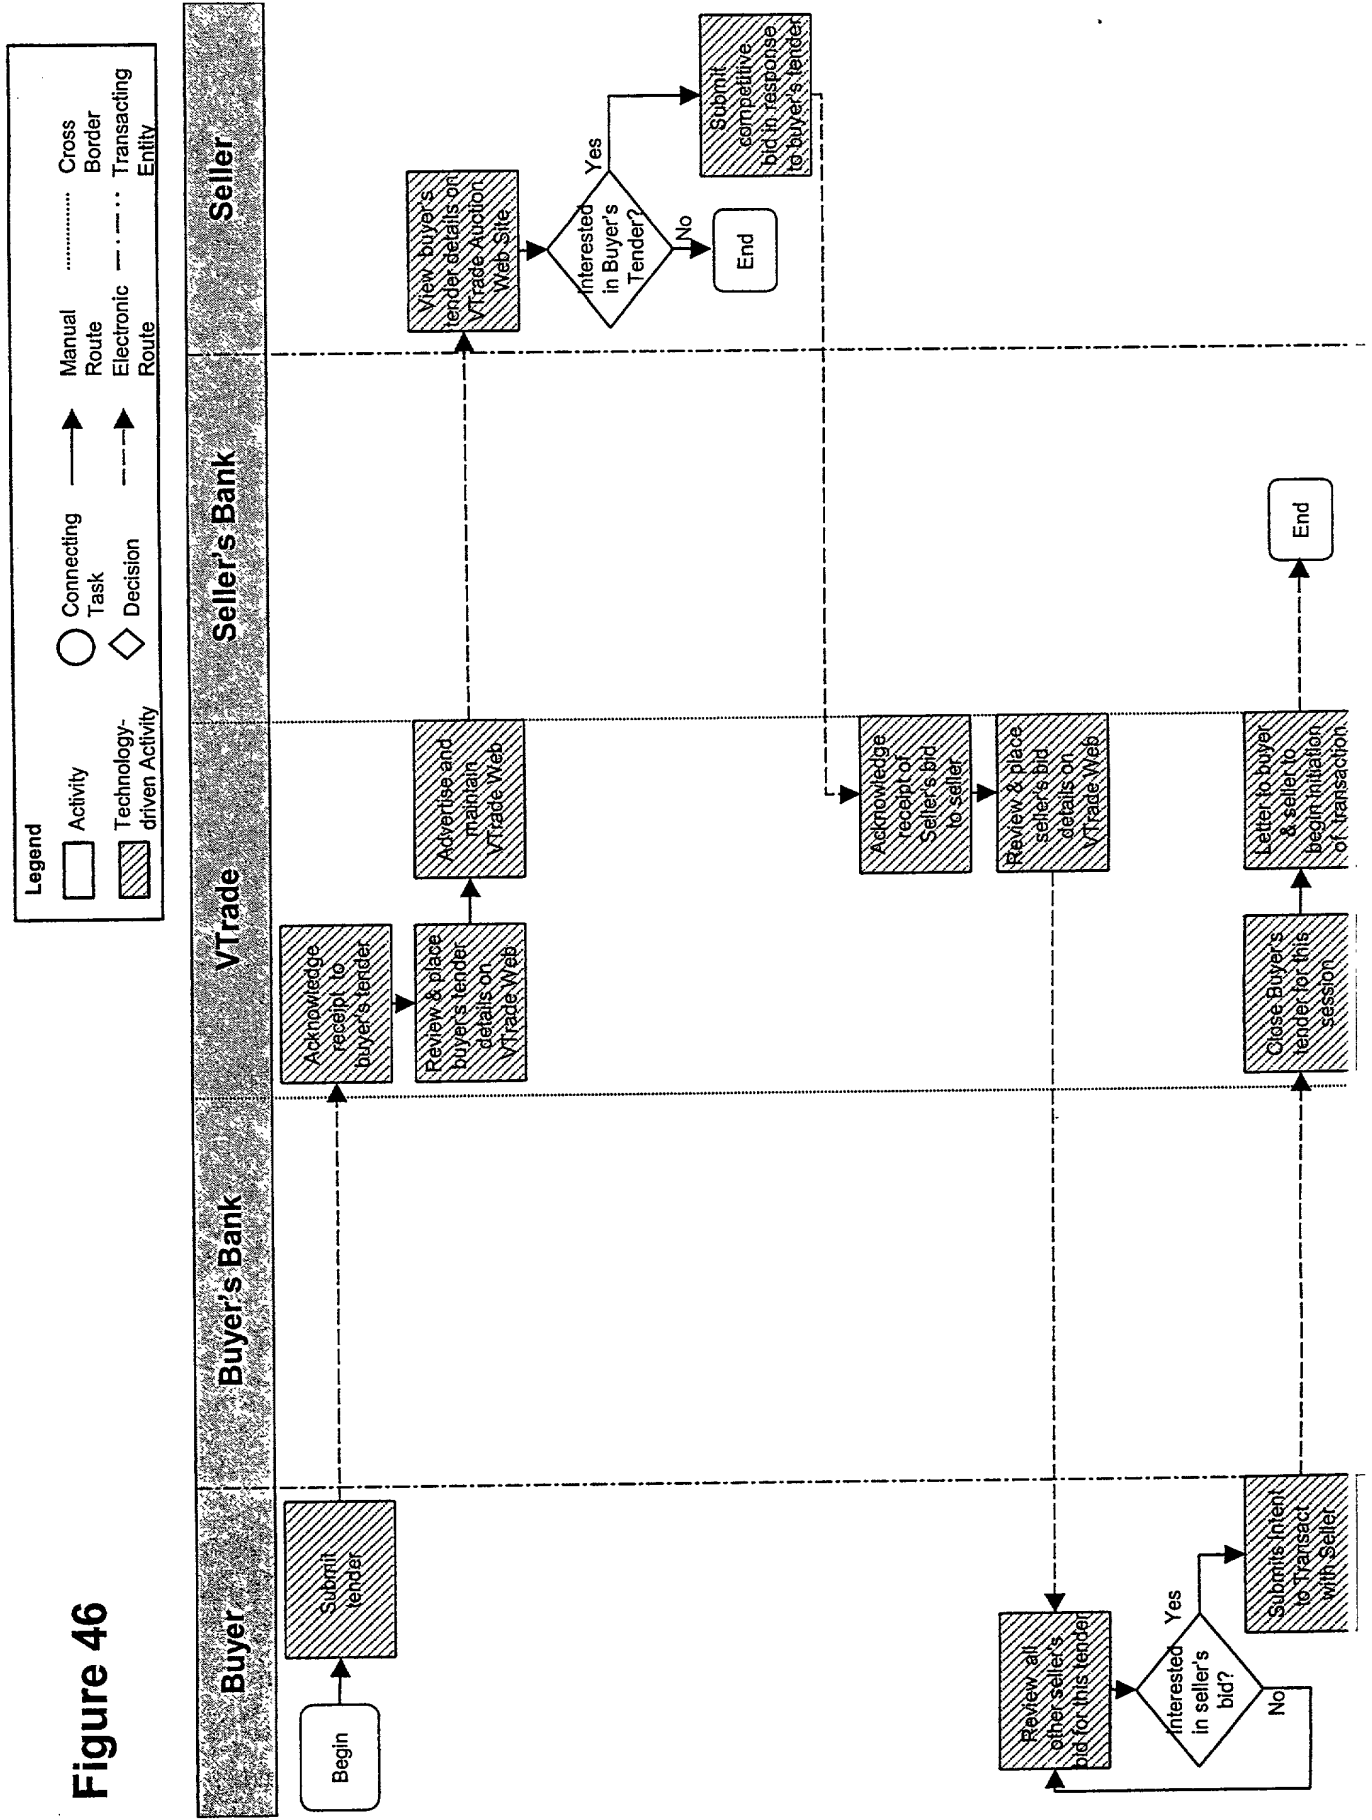 Figure 46
Legend
Activity
Technology-
driven Activity
Connecting
Task
Decision
Manual
Route
Electronic
Route
Cross
Border
Transacting
Entity
Buyer
Buyer's Bank
VTrade
Seller's Bank
Seller
Begin
Submit
tender
Acknowledge
receipt to
buyer's tender
Review & place
buyer's tender
details on
VTrade Web
Advertise and
maintain
VTrade Web
View buyer's
tender details on
VTrade Auction
Web Site
Interested
in Buyer's
Tender?
Yes
No
End
Submit
competitive
bid in response
to buyer's tender
Acknowledge
receipt of
Seller's bid
to seller
Review & place
seller's bid
details on
VTrade Web
Review all
other seller's
bid for this tender
Interested
in seller's
bid?
Yes
No
Submits Intent
to Transact
with Seller
Close Buyer's
tender for this
session
Letter to buyer
& seller to
begin initiation
of transaction
End